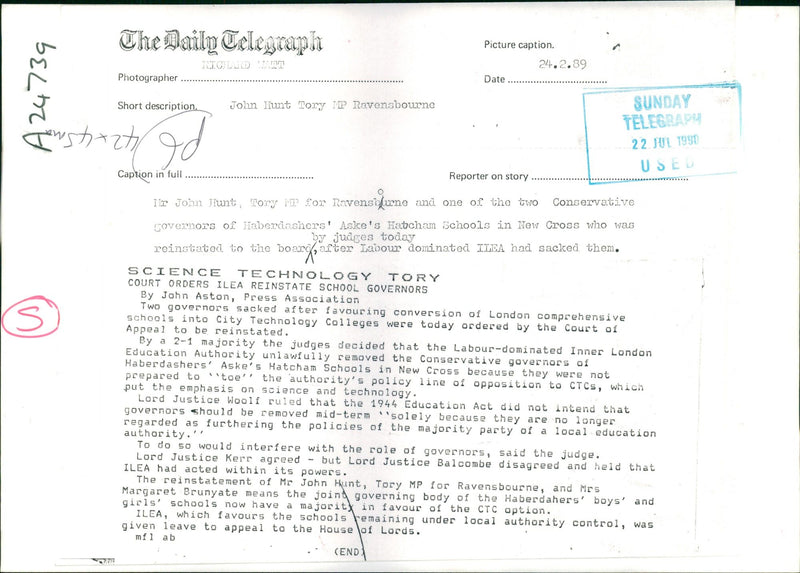 The Daily Telegraph
Picture caption.
RICHARD WATT
24.2.89
Photographer
Date
A24739
Short description.
John Hunt Tory MP Ravensbourne
SUNDAY
TELEGRAPH
22 JUL 1990
USED
42 x 45mm
P6
Caption in full
Reporter on story
Mr John Hunt, Tory MP for Ravensburne and one of the two Conservative
o
governors of Haberdashers' Aske's Hatcham Schools in New Cross who was
by judges today
reinstated to the board, after Labour dominated ILEA had sacked them.
SCIENCE TECHNOLOGY TORY
COURT ORDERS ILEA REINSTATE SCHOOL GOVERNORS
By John Aston, Press Association
Two governors sacked after favouring conversion of London comprehensive
schools into City Technology Colleges were today ordered by the Court of
Appeal to be reinstated.
By a 2-1 majority the judges decided that the Labour-dominated Inner London
Education Authority unlawfully removed the Conservative governors of
Haberdashers' Aske's Hatcham Schools in New Cross because they were not
prepared to ``toe'' the authority's policy line of opposition to CTCs, which
put the emphasis on science and technology.
Lord Justice Woolf ruled that the 1944 Education Act did not intend that
governors should be removed mid-term ``solely because they are no longer
regarded as furthering the policies of the majority party of a local education
authority.''
To do so would interfere with the role of governors, said the judge.
Lord Justice Kerr agreed - but Lord Justice Balcombe disagreed and held that
ILEA had acted within its powers.
The reinstatement of Mr John Hunt, Tory MP for Ravensbourne, and Mrs
Margaret Brunyate means the joint governing body of the Haberdahers' boys' and
girls' schools now have a majority in favour of the CTC option.
ILEA, which favours the schools remaining under local authority control, was
given leave to appeal to the House of Lords.
mfl ab
(END)
S